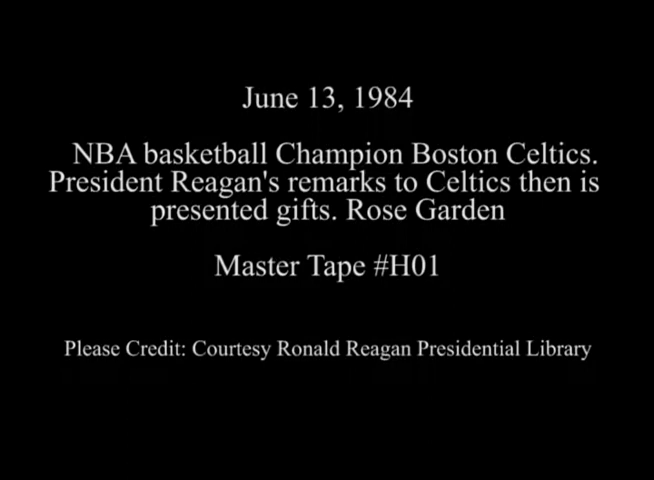 June 13, 1984
NBA basketball Champion Boston Celtics.
President Reagan's remarks to Celtics then is
presented gifts. Rose Garden
Master Tape #H01
Please Credit: Courtesy Ronald Reagan Presidential Library